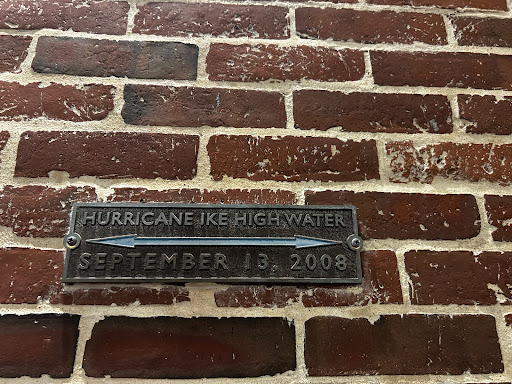 HURRICANE IKE HIGH WATER
SEPTEMBER 13, 2008